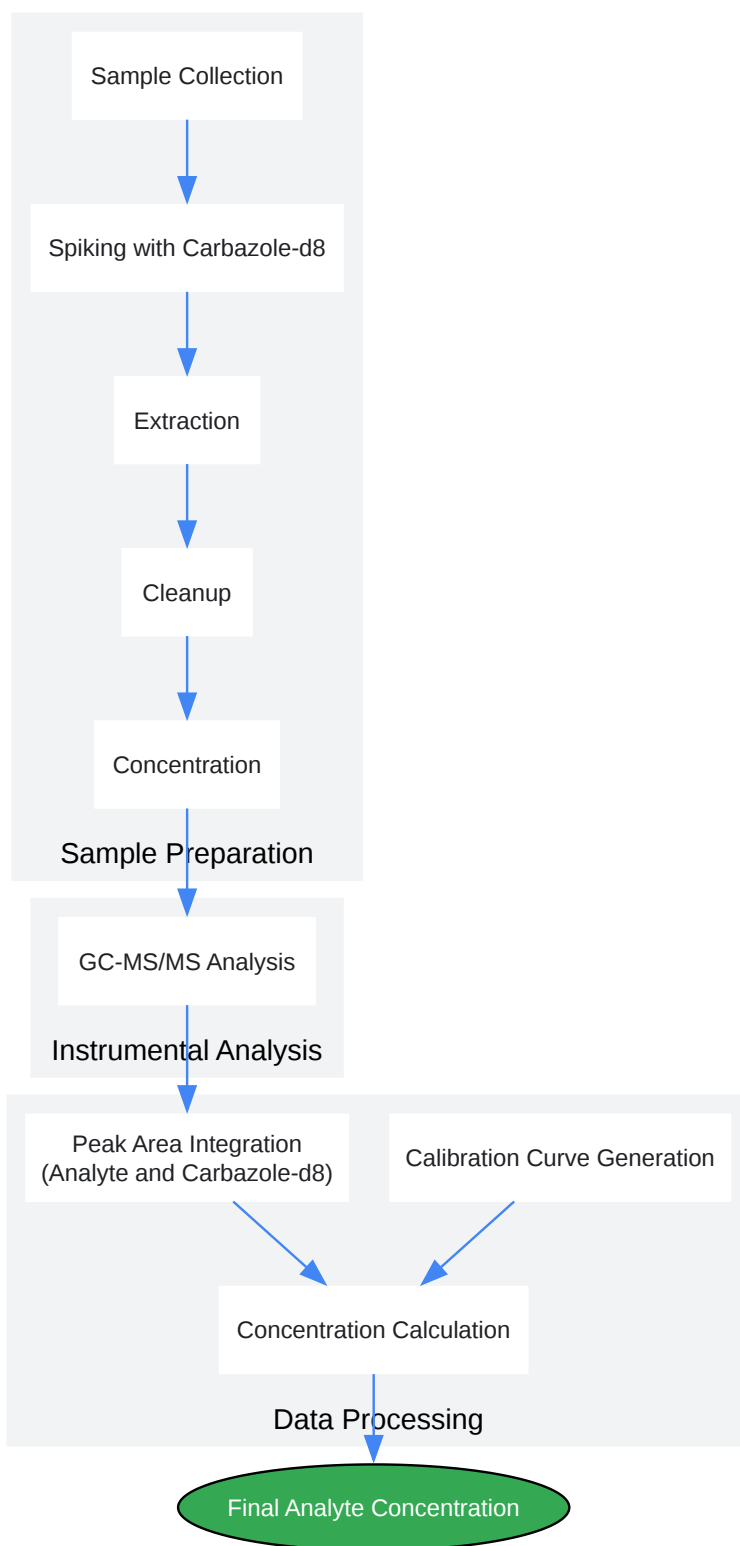 Sample Collection
Spiking with Carbazole-d8
Extraction
Cleanup
Concentration
Sample Preparation
GC-MS/MS Analysis
Instrumental Analysis
Peak Area Integration
(Analyte and Carbazole-d8)
Calibration Curve Generation
Concentration Calculation
Data Processing
Final Analyte Concentration